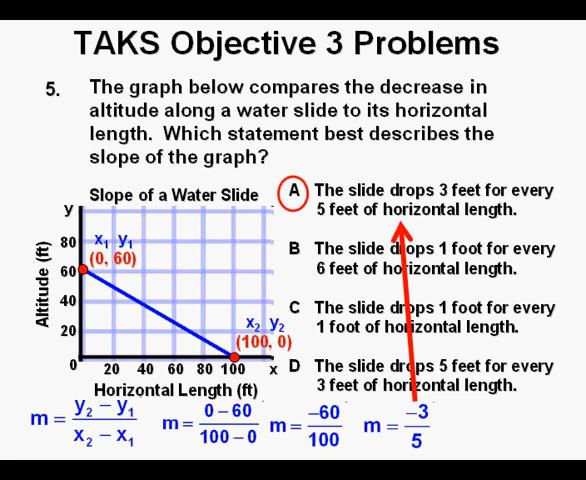 TAKS Objective 3 Problems
5. The graph below compares the decrease in
altitude along a water slide to its horizontal
length. Which statement best describes the
slope of the graph?
Slope of a Water Slide
y
80
60
40
20
0
20 40 60 80 100 x
Altitude (ft)
Horizontal Length (ft)
x₁ y₁
(0, 60)
x₂ y₂
(100, 0)
A The slide drops 3 feet for every
5 feet of horizontal length.
B The slide drops 1 foot for every
6 feet of horizontal length.
C The slide drops 1 foot for every
1 foot of horizontal length.
D The slide drops 5 feet for every
3 feet of horizontal length.
m = (y₂ – y₁) / (x₂ – x₁)
m = (0 – 60) / (100 – 0)
m = –60 / 100
m = –3 / 5